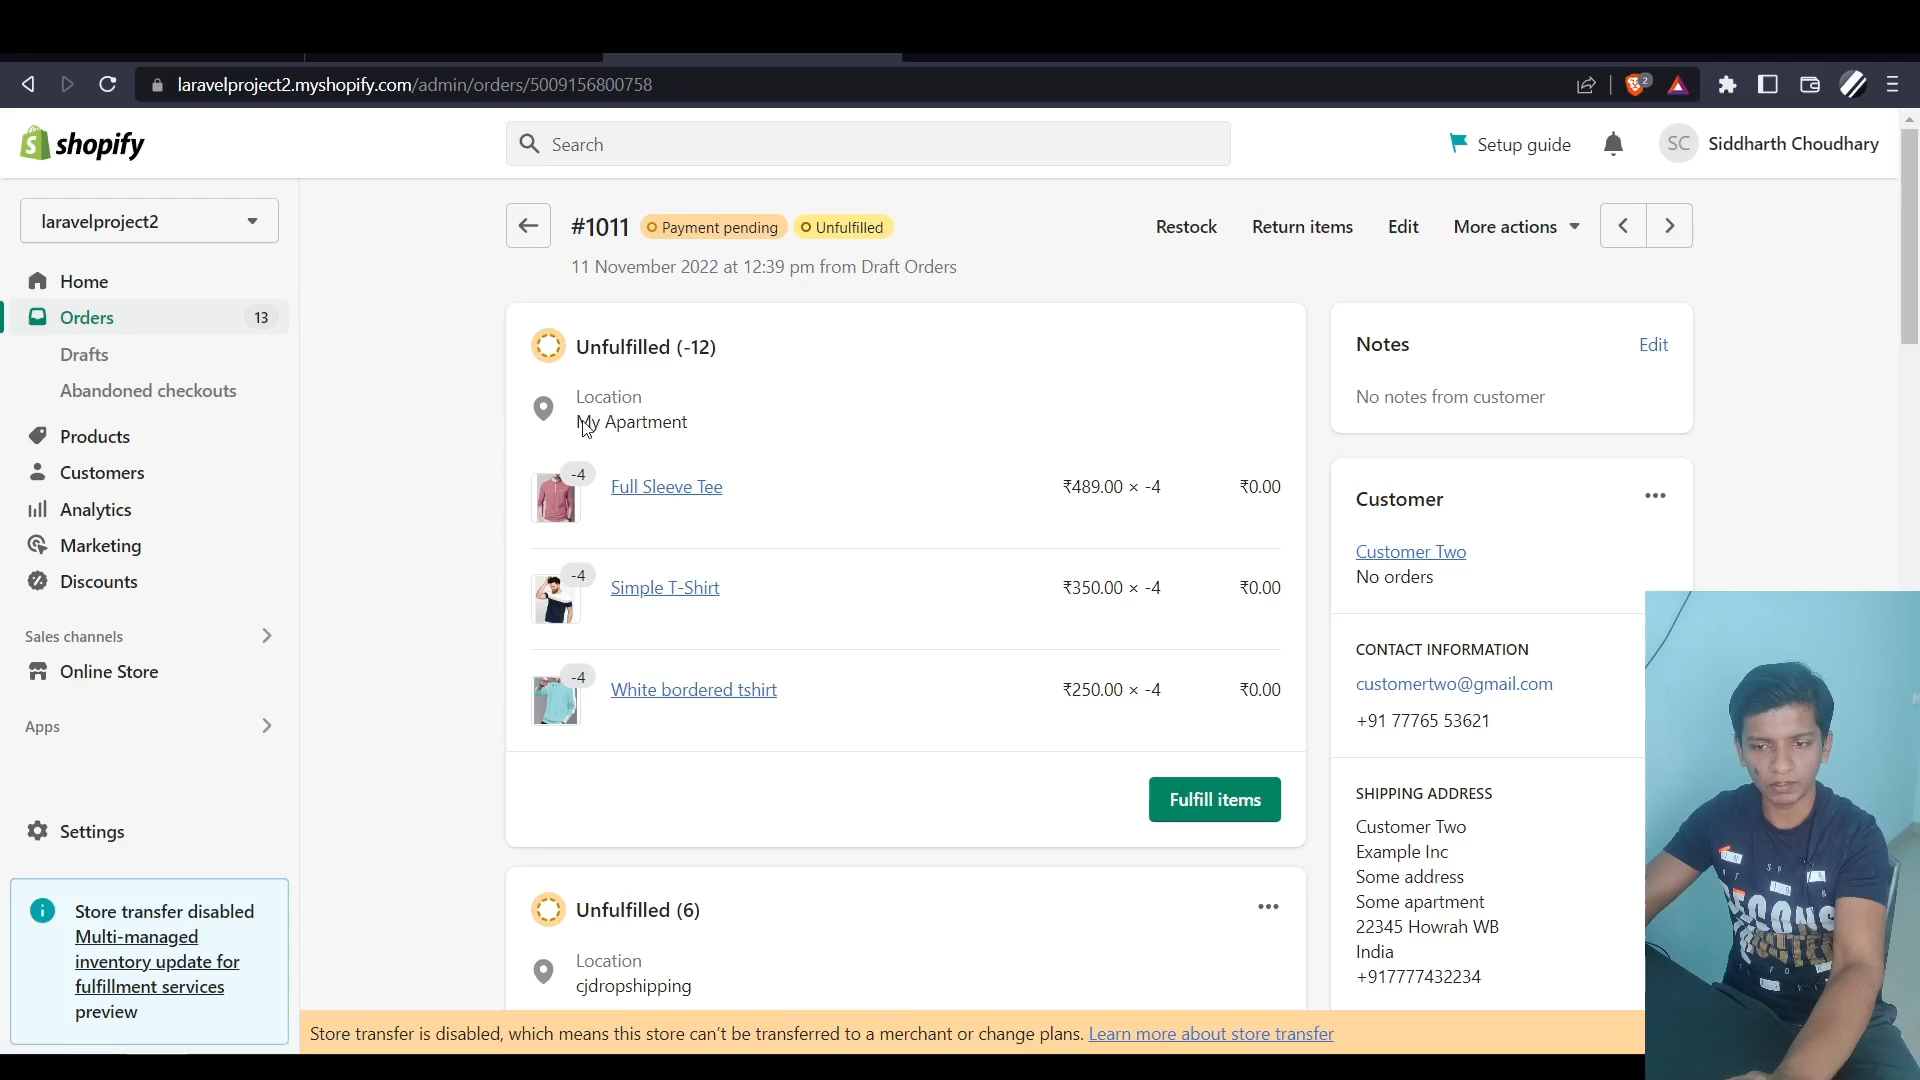 laravelproject2.myshopify.com/admin/orders/5009156800758
2
shopify
Search
Setup guide
SC
Siddharth Choudhary
laravelproject2
Home
Orders
13
Drafts
Abandoned checkouts
Products
Customers
Analytics
Marketing
Discounts
Sales channels
Online Store
Apps
Settings
Store transfer disabled
Multi-managed
inventory update for
fulfillment services
preview
#1011
Payment pending
Unfulfilled
Restock
Return items
Edit
More actions
11 November 2022 at 12:39 pm from Draft Orders
Unfulfilled (-12)
Location
My Apartment
-4
Full Sleeve Tee
₹489.00 × -4
₹0.00
-4
Simple T-Shirt
₹350.00 × -4
₹0.00
-4
White bordered tshirt
₹250.00 × -4
₹0.00
Fulfill items
Unfulfilled (6)
Location
cjdropshipping
Notes
Edit
No notes from customer
Customer
Customer Two
No orders
CONTACT INFORMATION
customertwo@gmail.com
+91 77765 53621
SHIPPING ADDRESS
Customer Two
Example Inc
Some address
Some apartment
22345 Howrah WB
India
+917777432234
Store transfer is disabled, which means this store can't be transferred to a merchant or change plans. Learn more about store transfer